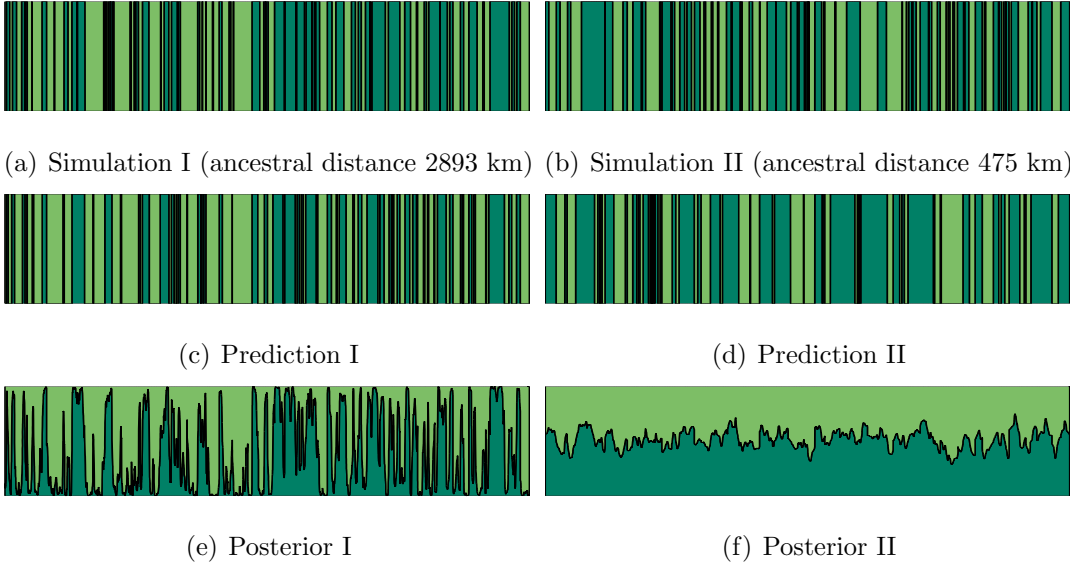 (a) Simulation I (ancestral distance 2893 km)
(b) Simulation II (ancestral distance 475 km)
(c) Prediction I
(d) Prediction II
(e) Posterior I
(f) Posterior II